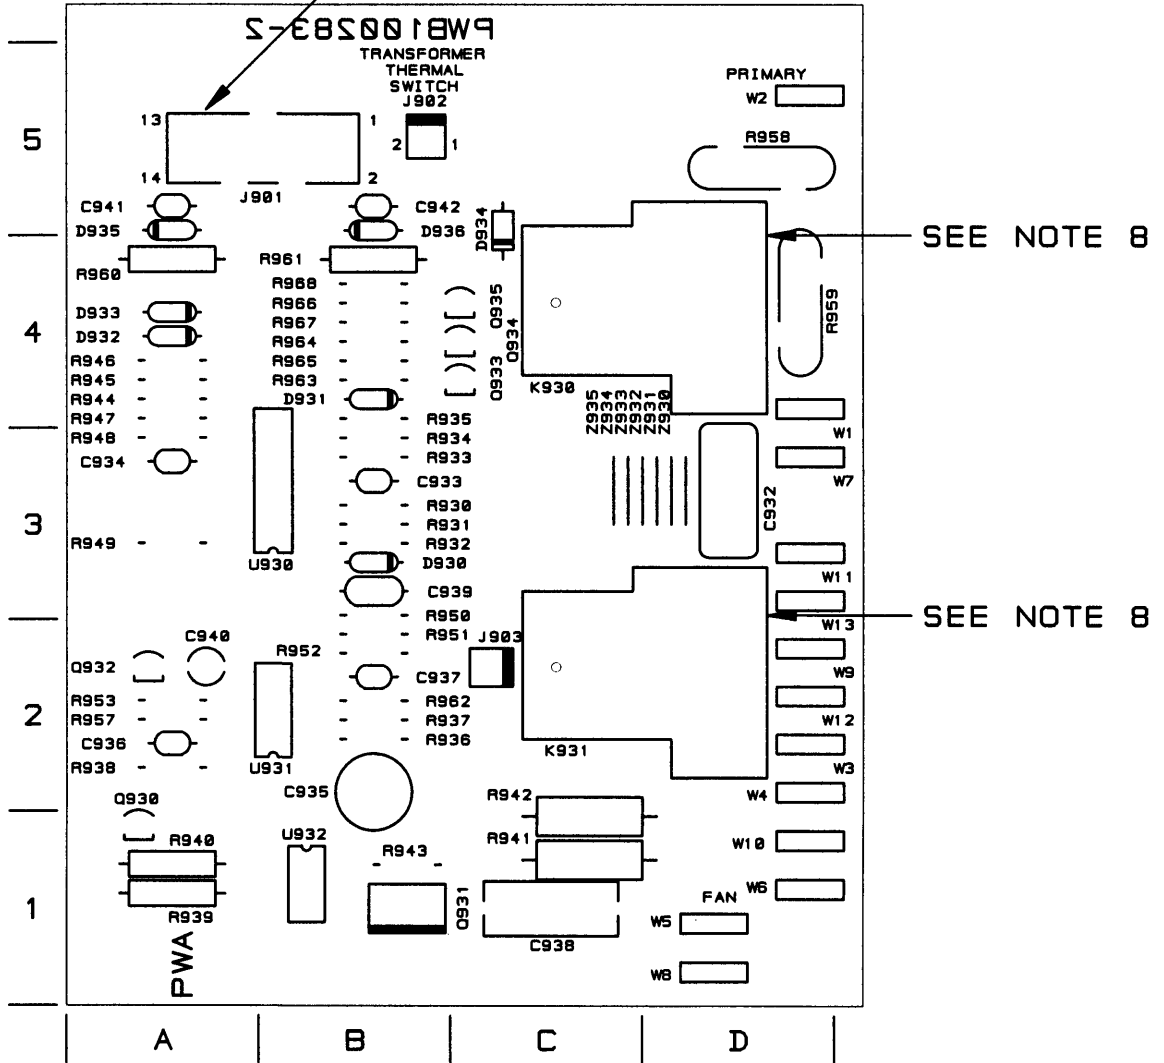 PWB100283-2
TRANSFORMER
THERMAL
SWITCH
J902
PRIMARY
W2
13
1
5
2
1
R958
14
2
J901
C941
C942
D934
D935
D936
SEE NOTE 8
R960
R961
R968
R966
Q935
D933
R967
R959
4
D932
R964
Q934
R946
R965
R945
R963
Q933
K930
R944
D931
Z935
Z934
Z933
Z932
Z931
Z930
R947
R935
W1
R948
R934
C934
R933
C933
W7
R930
C932
3
R931
R949
R932
U930
D930
W11
C939
R950
SEE NOTE 8
W13
C940
R951
J903
Q932
R952
W9
C937
R953
R962
2
R957
R937
W12
C936
R936
K931
R938
U931
W3
C935
R942
W4
Q930
U932
R941
R940
R943
W10
1
FAN
W6
R939
Q931
W5
C938
PWA
W8
A
B
C
D